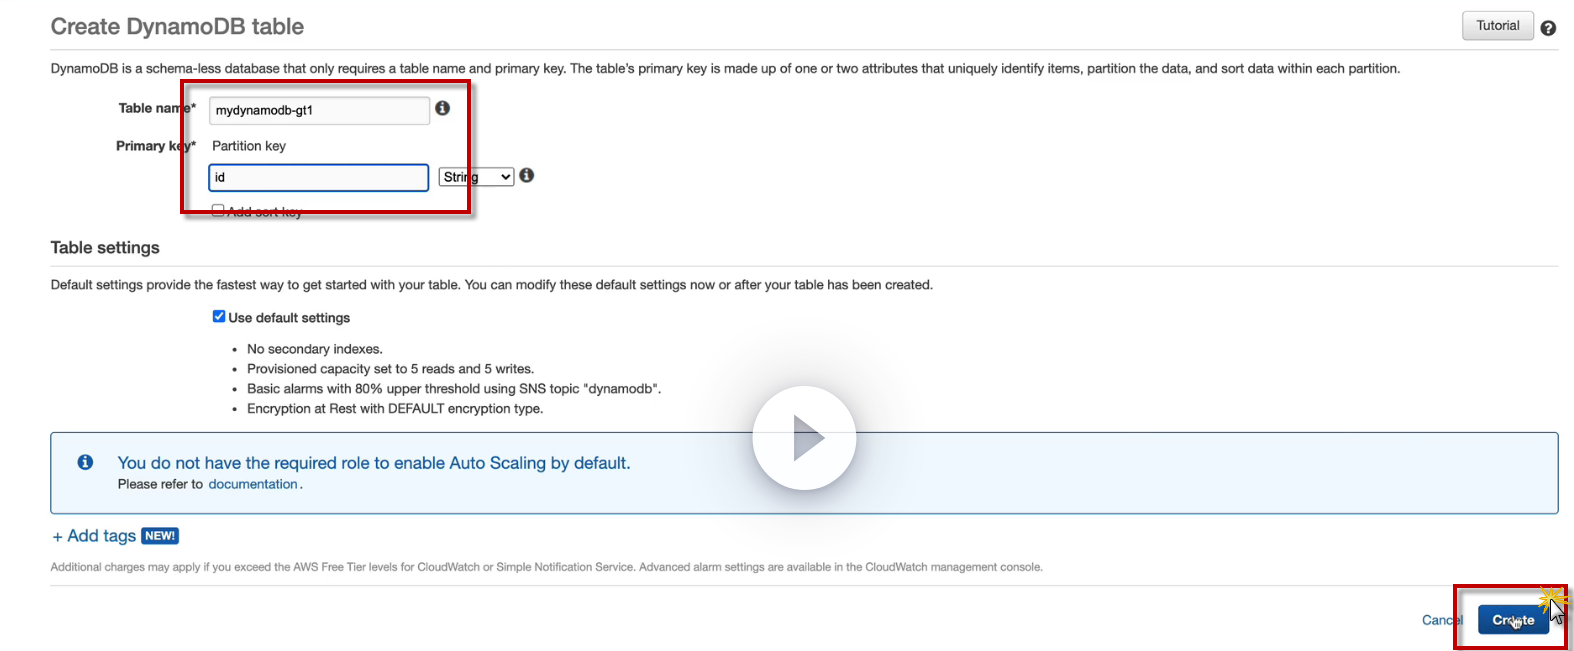 Create DynamoDB table
Tutorial
DynamoDB is a schema-less database that only requires a table name and primary key. The table's primary key is made up of one or two attributes that uniquely identify items, partition the data, and sort data within each partition.
Table name* mydynamodb-gt1
Primary key* Partition key
id String
Add sort key
Table settings
Default settings provide the fastest way to get started with your table. You can modify these default settings now or after your table has been created.
Use default settings
• No secondary indexes.
• Provisioned capacity set to 5 reads and 5 writes.
• Basic alarms with 80% upper threshold using SNS topic "dynamodb".
• Encryption at Rest with DEFAULT encryption type.
You do not have the required role to enable Auto Scaling by default.
Please refer to documentation.
+ Add tags NEW!
Additional charges may apply if you exceed the AWS Free Tier levels for CloudWatch or Simple Notification Service. Advanced alarm settings are available in the CloudWatch management console.
Cancel Create